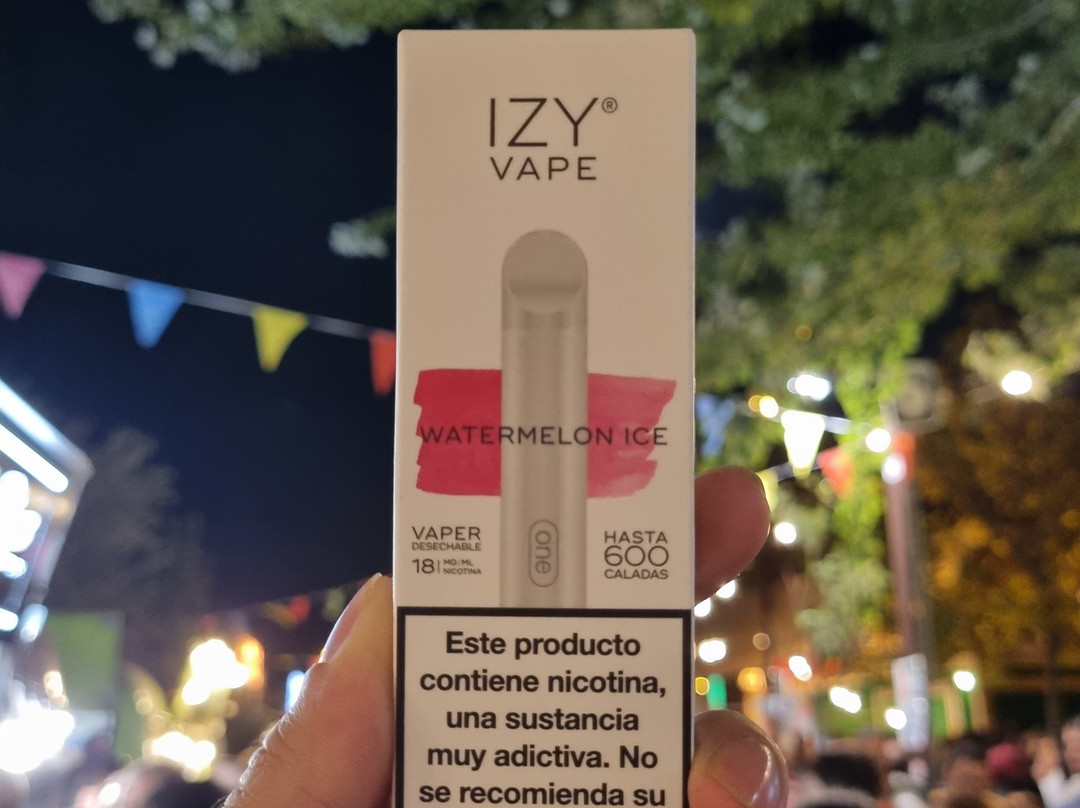 IZY®
VAPE
WATERMELON ICE
VAPER
DESECHABLE
18 | MG/ML
NICOTINA
one
HASTA
600
CALADAS
Este producto
contiene nicotina,
una sustancia
muy adictiva. No
se recomienda su